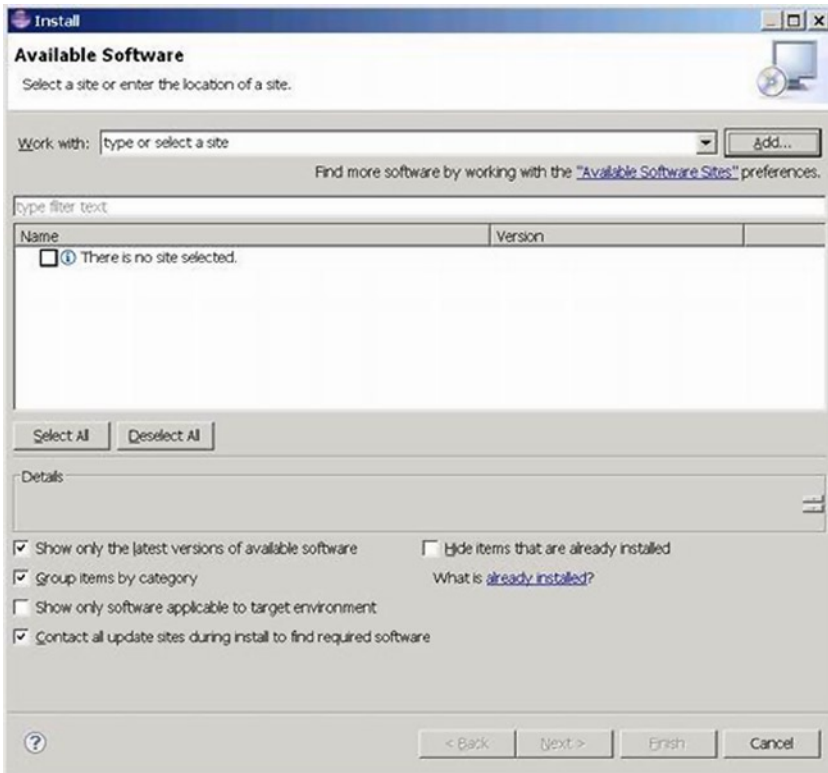 Install
Available Software
Select a site or enter the location of a site.
Work with: type or select a site Add...
Find more software by working with the "Available Software Sites" preferences.
type filter text
Name Version
There is no site selected.
Select All Deselect All
Details
Show only the latest versions of available software Hide items that are already installed
Group items by category What is already installed?
Show only software applicable to target environment
Contact all update sites during install to find required software
? < Back Next > Finish Cancel